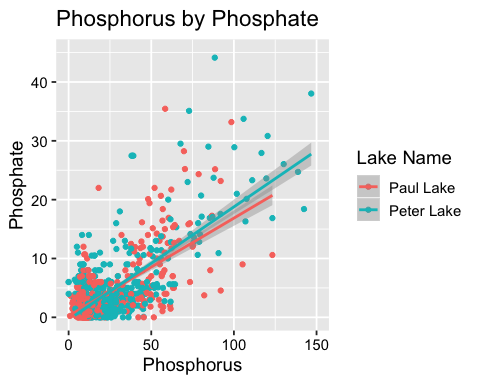 Phosphorus by Phosphate
Phosphate
40
30
20
10
0
0 50 100 150
Phosphorus
Lake Name
Paul Lake
Peter Lake